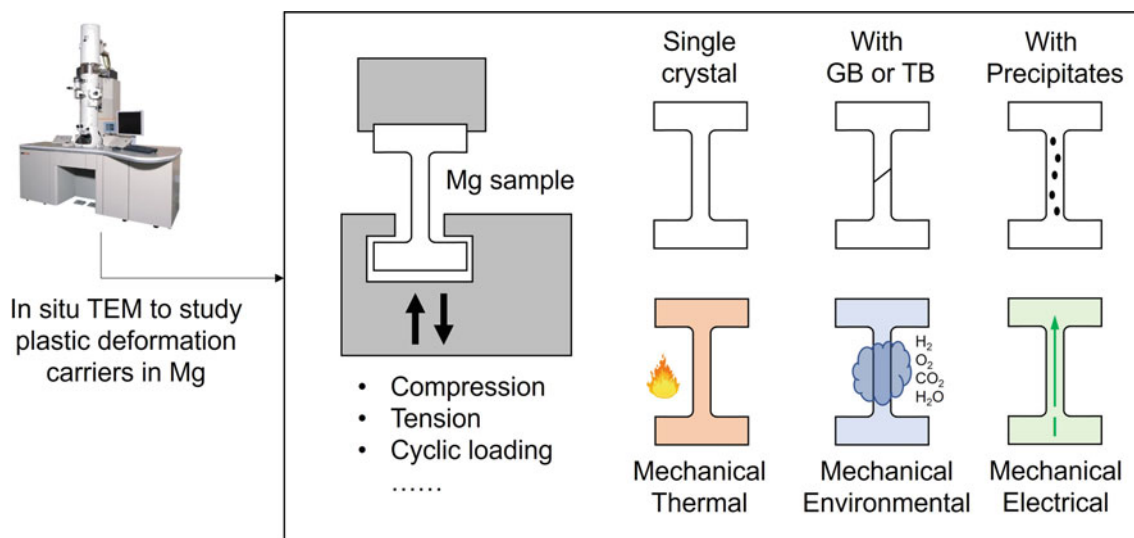 In situ TEM to study
plastic deformation
carriers in Mg
Mg sample
• Compression
• Tension
• Cyclic loading
......
Single
crystal
With
GB or TB
With
Precipitates
H₂
O₂
CO₂
H₂O
Mechanical
Thermal
Mechanical
Environmental
Mechanical
Electrical